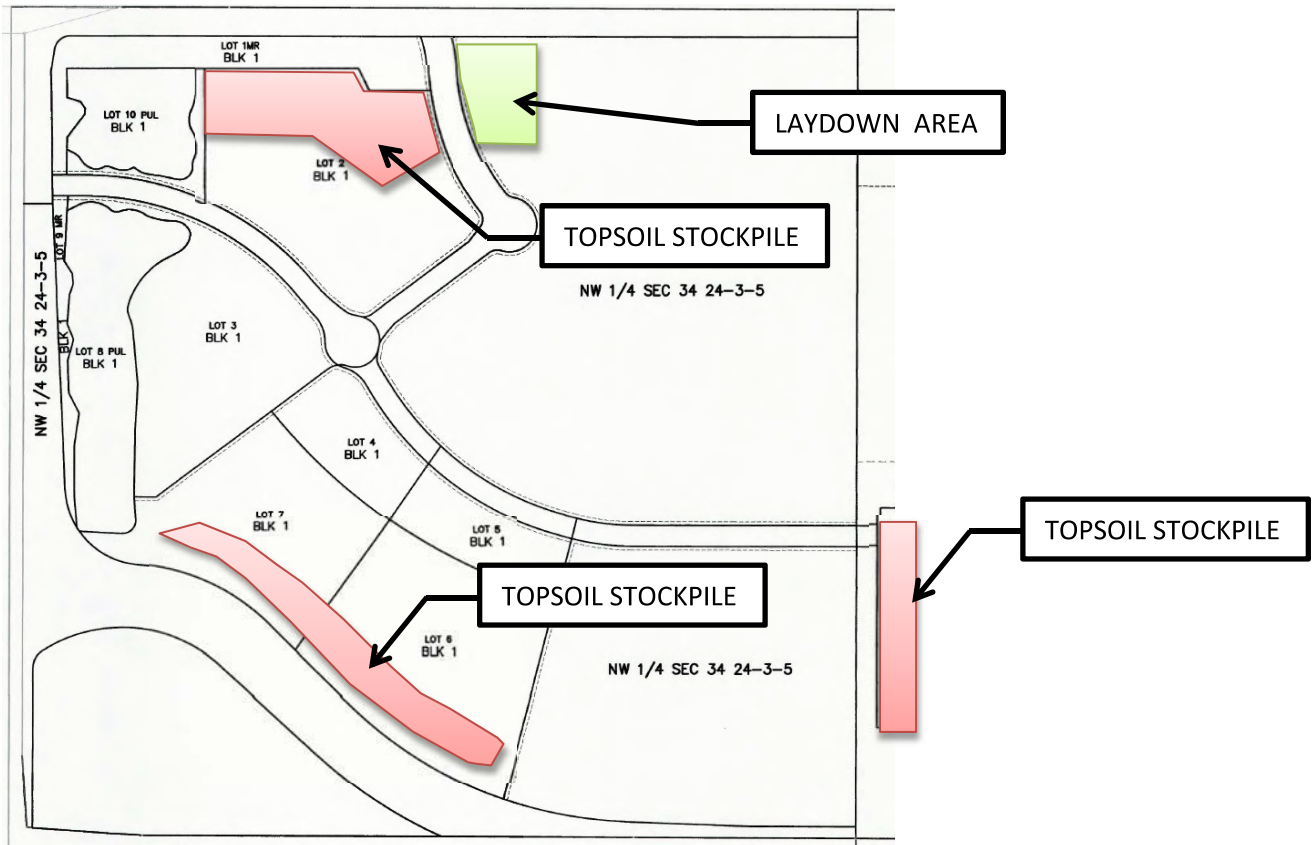 LOT 1MR
BLK 1
LOT 10 PUL
BLK 1
LAYDOWN AREA
LOT 2
BLK 1
TOPSOIL STOCKPILE
LOT 9 MR
BLK 1
NW 1/4 SEC 34 24-3-5
NW 1/4 SEC 34 24-3-5
LOT 3
BLK 1
LOT 8 PUL
BLK 1
LOT 4
BLK 1
LOT 7
BLK 1
LOT 5
BLK 1
TOPSOIL STOCKPILE
TOPSOIL STOCKPILE
LOT 6
BLK 1
NW 1/4 SEC 34 24-3-5